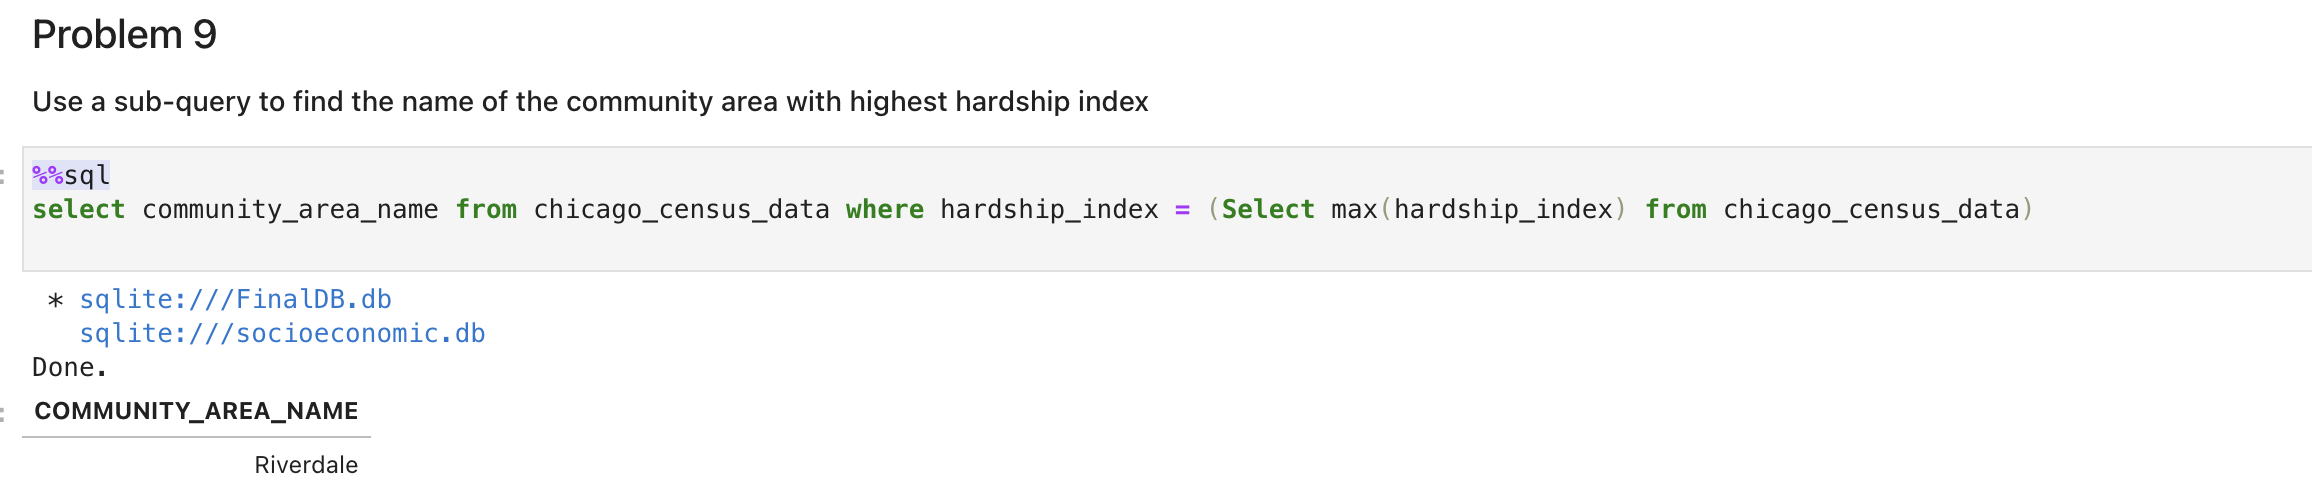 Problem 9
Use a sub-query to find the name of the community area with highest hardship index
%%sql
select community_area_name from chicago_census_data where hardship_index = (Select max(hardship_index) from chicago_census_data)
* sqlite:///FinalDB.db
sqlite:///socioeconomic.db
Done.
COMMUNITY_AREA_NAME
Riverdale